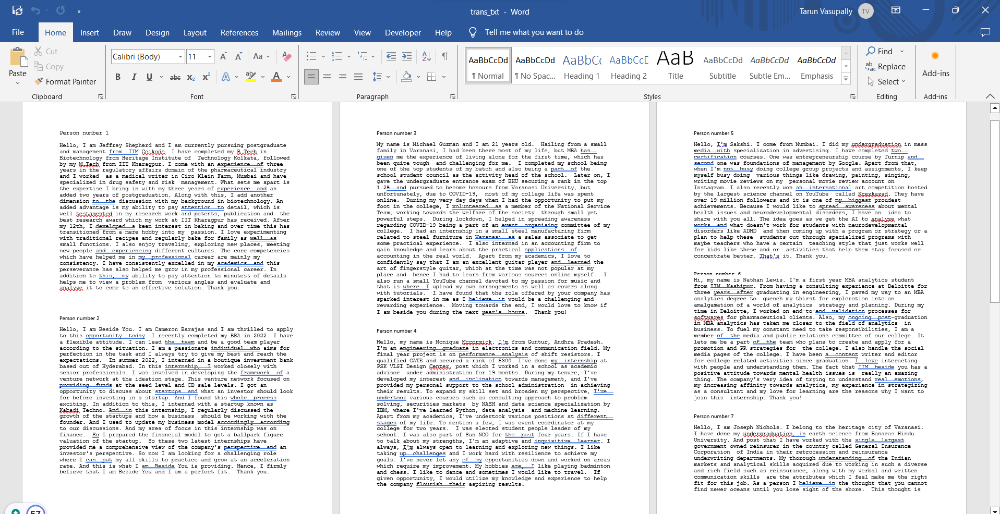 trans_txt - Word
Tarun Vasupally
TV
File
Home
Insert
Draw
Design
Layout
References
Mailings
Review
View
Developer
Help
Tell me what you want to do
Paste
Cut
Copy
Format Painter
Clipboard
Calibri (Body)
11
Font
Paragraph
AaBbCcDd
¶ Normal
AaBbCcDd
¶ No Spac...
AaBbCc
Heading 1
AaBbCcE
Heading 2
AaB
Title
AaBbCcDd
Subtitle
AaBbCcDd
Subtle Em...
AaBbCcDd
Emphasis
Styles
Find
Replace
Select
Editing
Add-ins
Add-ins
Person number 1
Hello, I am Jeffrey Shepherd and I am currently pursuing postgraduate
and management from  IIM Coikode. I have completed my B.Tech in
Biotechnology from Heritage Institute of  Technology Kolkata, followed
by my M.Tech from IIT Kharagpur. I come with an experience  of three
years in the regulatory affairs domain of the pharmaceutical industry
and I worked  as a medical writer in Ciro Klein Farm, Mumbai and have
specialized in drug safety and risk  management. What sets me apart is
the expertise I bring in with my three years of experience  and an
added two years of postgraduation. Along with this, I add another
dimension to  the discussion with my background in biotechnology. An
added advantage is my ability to pay attention  to detail, which is
well testamented in my research work and patents, publication and  the
best research award which my work at IIT Kharagpur has received. After
my 12th, I developed  a keen interest in baking and over time this has
transitioned from a mere hobby into my  passion. I love experimenting
with traditional recipes and regularly bake for family as well  as
small functions. I also enjoy traveling, exploring new places, meeting
new people and  experiencing different cultures. The core competencies
which have helped me in my  professional career are mainly my
consistency. I have consistently excelled in my academics  and this
perseverance has also helped me grow in my professional career. In
addition to this,  my ability to pay attention to minutest of details
helps me to view a problem from  various angles and evaluate and
analyze it to come to an effective solution. Thank you.
Person number 2
Hello, I am Beside You. I am Cameron Barajas and I am thrilled to apply
to this opportunity  today. I recently completed my BBA in 2022. I have
a flexible attitude. I can lead the  team and be a good team player
according to the situation. I am a passionate individual  who aims for
perfection in the task and I always try to give my best and reach the
expectations.  In summer 2022, I interned in a boutique investment bank
based out of Hyderabad. In this internship,  I worked closely with
senior professionals. I was involved in developing the framework  of a
venture network at the ideation stage. This venture network focused on
providing  funds at the seed level and CD sale levels. I got an
opportunity to discuss about startups  and what an investor should look
for before investing in a startup. And I found this whole  process
exciting. In addition to this, I interned with a startup known as
Kabadi Techno. And  in this internship, I regularly discussed the
growth of the startups and how a business  should be working with the
founder. And I used to update my business model accordingly  according
to our discussions. And my area of focus in this internship was on
finance.  So I prepared the financial model to get a ballpark figure
valuation of the startup.  So these two latest internships have
provided me a comprehensive view of the company's perspective  and an
investor's perspective. So now I am looking for a challenging role
where I can  put my all skills to practice and grow at an acceleration
rate. And this is what I am  Beside You is providing. Hence, I firmly
believe that I am Beside You and I am a perfect fit.  Thank you.
Person number 3
My name is Michael Guzman and I am 21 years old.  Hailing from a small
family in Varanasi, I had been there most of my life, but MBA has
given me the experience of living alone for the first time, which has
been quite tough  and challenging for me.  I completed my school being
one of the top students of my batch and also being a part  of the
school student council as the activity head of the school.  Later on, I
gave the undergraduate entrance exam of BHU securing a rank in the top
1.2%  and pursued to become honours from Varanasi University, but
unfortunately, due to COVID-19,  most of my college life was spent
online.  During my very day days when I had the opportunity to put my
foot in the college, I volunteered  as a member of the National Service
Team, working towards the welfare of the society  through small yet
powerful steps.  During lockdown, I helped in spreading awareness
regarding COVID-19 being a part of an event  organising committee of my
college.  I had an internship in a small steel manufacturing firm
related to steel furniture in Varanasi  as a sales associate to get
some practical experience.  I also interned in an accounting firm to
gain knowledge and learn about the practical applications  of
accounting in the real world.  Apart from my academics, I love to
confidently say that I am an excellent guitar player and  learned the
art of fingerstyle guitar, which at the time was not popular at my
place and  hence I had to learn from various sources online myself.  I
also run a small YouTube channel devoted to my passion for music and
that is where  I upload my own arrangements as well as covers along
with tutorials.  I have found that the role offered by your company has
sparked interest in me as I believe  it would be a challenging and
rewarding experience.  Moving towards the end, I would love to know if
I am beside you during the next year's  hours.  Thank you!
Person number 4
Hello, my name is Monique Mccormick. I'm from Guntur, Andhra Pradesh.
I'm an engineering  graduate in electronics and communication field. My
final year project is on performance  analysis of shift resistors. I
qualified GATE and secured a rank of 5300. I've done my  internship at
PSK VLSI Design Center, post which I worked in a school as academic
advisor  under administration for 19 months. During my tenure, I've
developed my interest and inclination towards management, and I've
provided my personal support to the school administration  in achieving
their results. To expand my skill set and broaden my perspective, I've
undertook various courses such as consulting approach to problem
solving, securities markets  by NASM and data science specialization by
IBM, where I've learned Python, data analysis  and machine learning.
Apart from my academics, I've undertook various positions at different
stages of my life. To mention a few, I was event coordinator at my
college for two years.  I was elected student people leader of my
school. I was also part of Sun NGO for the  past four years. If I have
to talk about my strengths, I'm an adaptive and inquisitive  learner. I
always, I'm always open to learning and exploring new things. I like
taking up  challenges and I work hard with resilience to achieve my
goals. I've never let any of my opportunities down and worked on areas
which require my improvement. My hobbies are,  I like playing badminton
and chess. I like to dance and sometimes I would like to travel.  If
given opportunity, I would utilize my knowledge and experience to help
the company flourish  their aspiring results.
Person number 5
Hello, I'm Sakshi. I come from Mumbai. I did my undergraduation in mass
media  with specialization in advertising. I have completed two
certification courses. One was entrepreneurship course by Turnip and
second one was foundations of management by Google. Apart from that,
when I'm not  busy doing college group projects and assignments, I keep
myself busy doing  various things like drawing, painting, singing,
writing movie reviews on my  personal movie review account on
Instagram. I also recently won an  international art competition hosted
by the largest science channel on YouTube  called Krezkazad. They have
over 19 million followers and it is one of my  biggest proudest
achievements. Because I would like to spread  awareness about mental
health issues and neurodevelopmental disorders, I have an  idea to
share with you all. The idea goes as we get the AI to analyze what
works  and what doesn't work for students with neurodevelopmental
disorders like ADHD  and then coming up with a program or strategy or a
plan to help these  students out through specialized programs with
maybe teachers who have a certain  teaching style that just works well
for kids like these and or  activities that help them stay focused or
concentrate better. That's it. Thank you.
Person number 6
Hi, my name is Nathan Lewis. I'm a first year MBA analytics student
from IIM  Kashipur. From having a consulting experience at Deloitte for
three years  after graduating in engineering, I paved my way to an MBA
analytics degree to  quench my thirst for exploration into an
amalgamation of a world of analytics  strategy and planning. During my
time in Deloitte, I worked on end-to-end  validation processes for
softwares for pharmaceutical clients. Also, my ongoing  post-graduation
in MBA analytics has taken me closer to the field of analytics  in
business. To fuel my constant need to take responsibilities, I am a
member of the media and public relations committee of our college. It
lets me be a part of  the team who plans to create and apply for a
promotion and PR strategies for  the college. I also handle the social
media pages of the college. I have been a  content writer and editor
for college related activities since graduation. I  love interacting
with people and understanding them. The fact that IIM  beside you has a
positive attitude towards mental health issues is  really an amazing
thing. The company's very idea of trying to understand real  emotions,
my increasing affinity towards analytics, my experience in strategizing
as a consultant and my love for learning are the reasons why I want to
join this  internship. Thank you!
Person number 7
Hello, I am Joseph Nichols. I belong to the heritage city of Varanasi.
I have done my undergraduation,  in earth science from Banaras Hindu
University. And post that I have worked with the single  largest
government owned reinsurer in the country called General Insurance
Corporation  of India in their retrocession and reinsurance
underwriting departments. My thorough understanding  of the Indian
markets and analytical skills acquired due to working in such a diverse
and rich field such as reinsurance, along with my verbal and written
communication skills  are the attributes which I feel make me the right
fit for this job. As a person I believe  in the thought that you cannot
find newer oceans until you lose sight of the shore.  This thought is
57